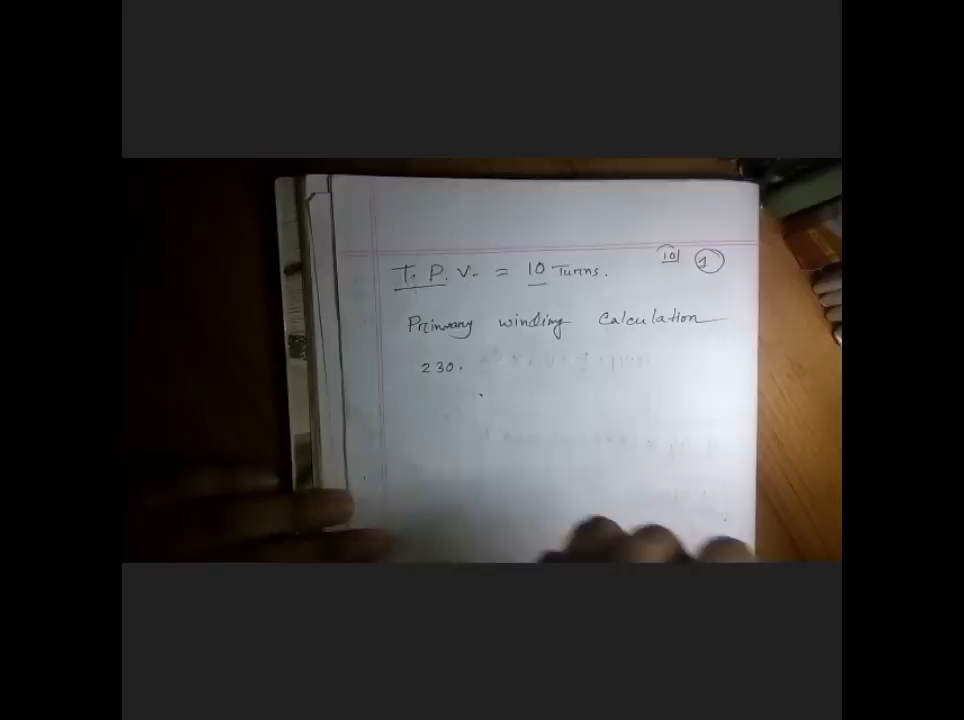 10 1
T. P. V. = 10 Turns.
Primary winding Calculation
230.